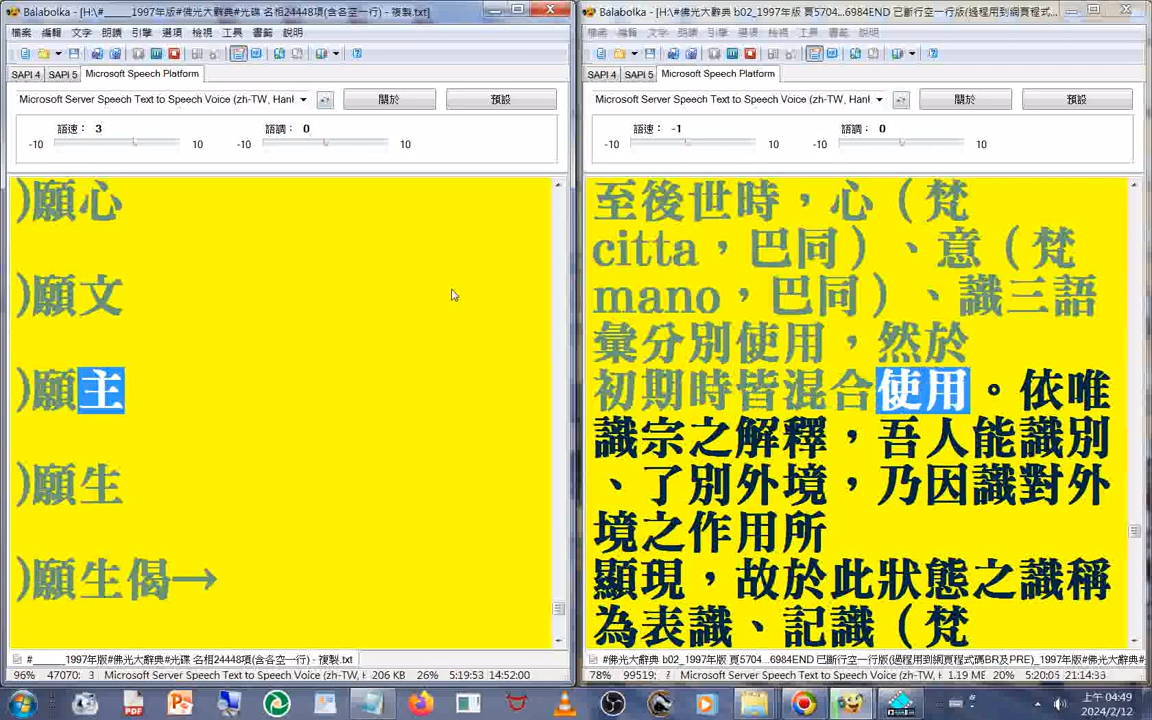 Balabolka - [H:\#_____1997年版#佛光大辭典#光碟 名相24448項(含各空一行) - 複製.txt]
檔案 編輯 文字 朗讀 引擎 選項 檢視 工具 書籤 說明
SAPI 4 SAPI 5 Microsoft Speech Platform
Microsoft Server Speech Text to Speech Voice (zh-TW, Hanl
關於 預設
語速： 3 語調： 0
-10 10 -10 10
)願心
)願文
)願主
)願生
)願生偈→
#_____1997年版#佛光大辭典#光碟 名相24448項(含各空一行) - 複製.txt
96% 47070: 3 Microsoft Server Speech Text to Speech Voice (zh-TW, H 206 KB 26% 5:19:53 14:52:00
Balabolka - [H:\#佛光大辭典 b02_1997年版 頁5704...6984END 已斷行空一行版(過程用到網頁程式...
檔案 編輯 文字 朗讀 引擎 選項 檢視 工具 書籤 說明
SAPI 4 SAPI 5 Microsoft Speech Platform
Microsoft Server Speech Text to Speech Voice (zh-TW, Hanl
關於 預設
語速： -1 語調： 0
-10 10 -10 10
至後世時，心（梵
citta，巴同）、意（梵
mano，巴同）、識三語
彙分別使用，然於
初期時皆混合使用。依唯
識宗之解釋，吾人能識別
、了別外境，乃因識對外
境之作用所
顯現，故於此狀態之識稱
為表識、記識（梵
#佛光大辭典 b02_1997年版 頁5704...6984END 已斷行空一行版(過程用到網頁程式碼BR及PRE)_1997年版#佛光大辭典#
78% 99519: Microsoft Server Speech Text to Speech Voice (zh-TW, H 1.19 ME 20% 5:20:05 21:14:33
上午 04:49
2024/2/12